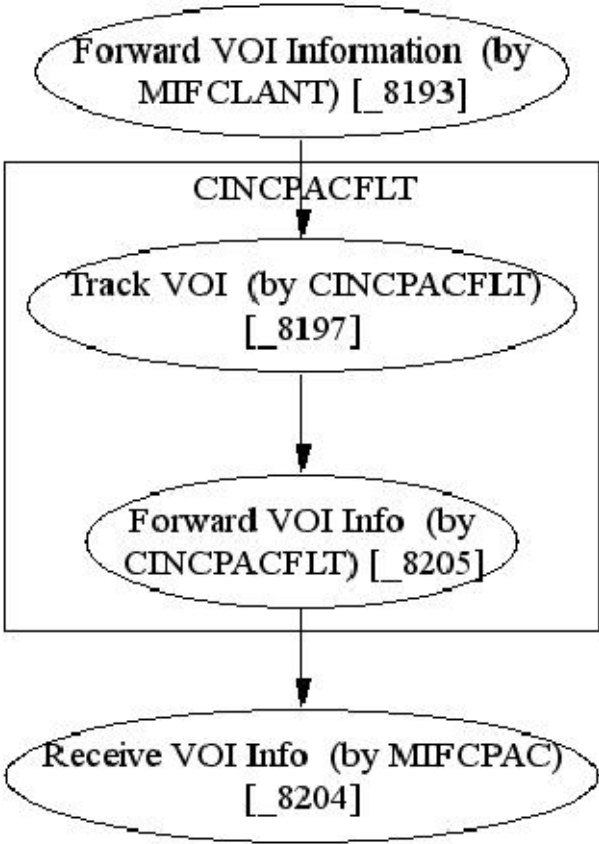 Forward VOI Information (by
MIFCLANT) [_8193]
CINCPACFLT
Track VOI (by CINCPACFLT)
[_8197]
Forward VOI Info (by
CINCPACFLT) [_8205]
Receive VOI Info (by MIFCPAC)
[_8204]